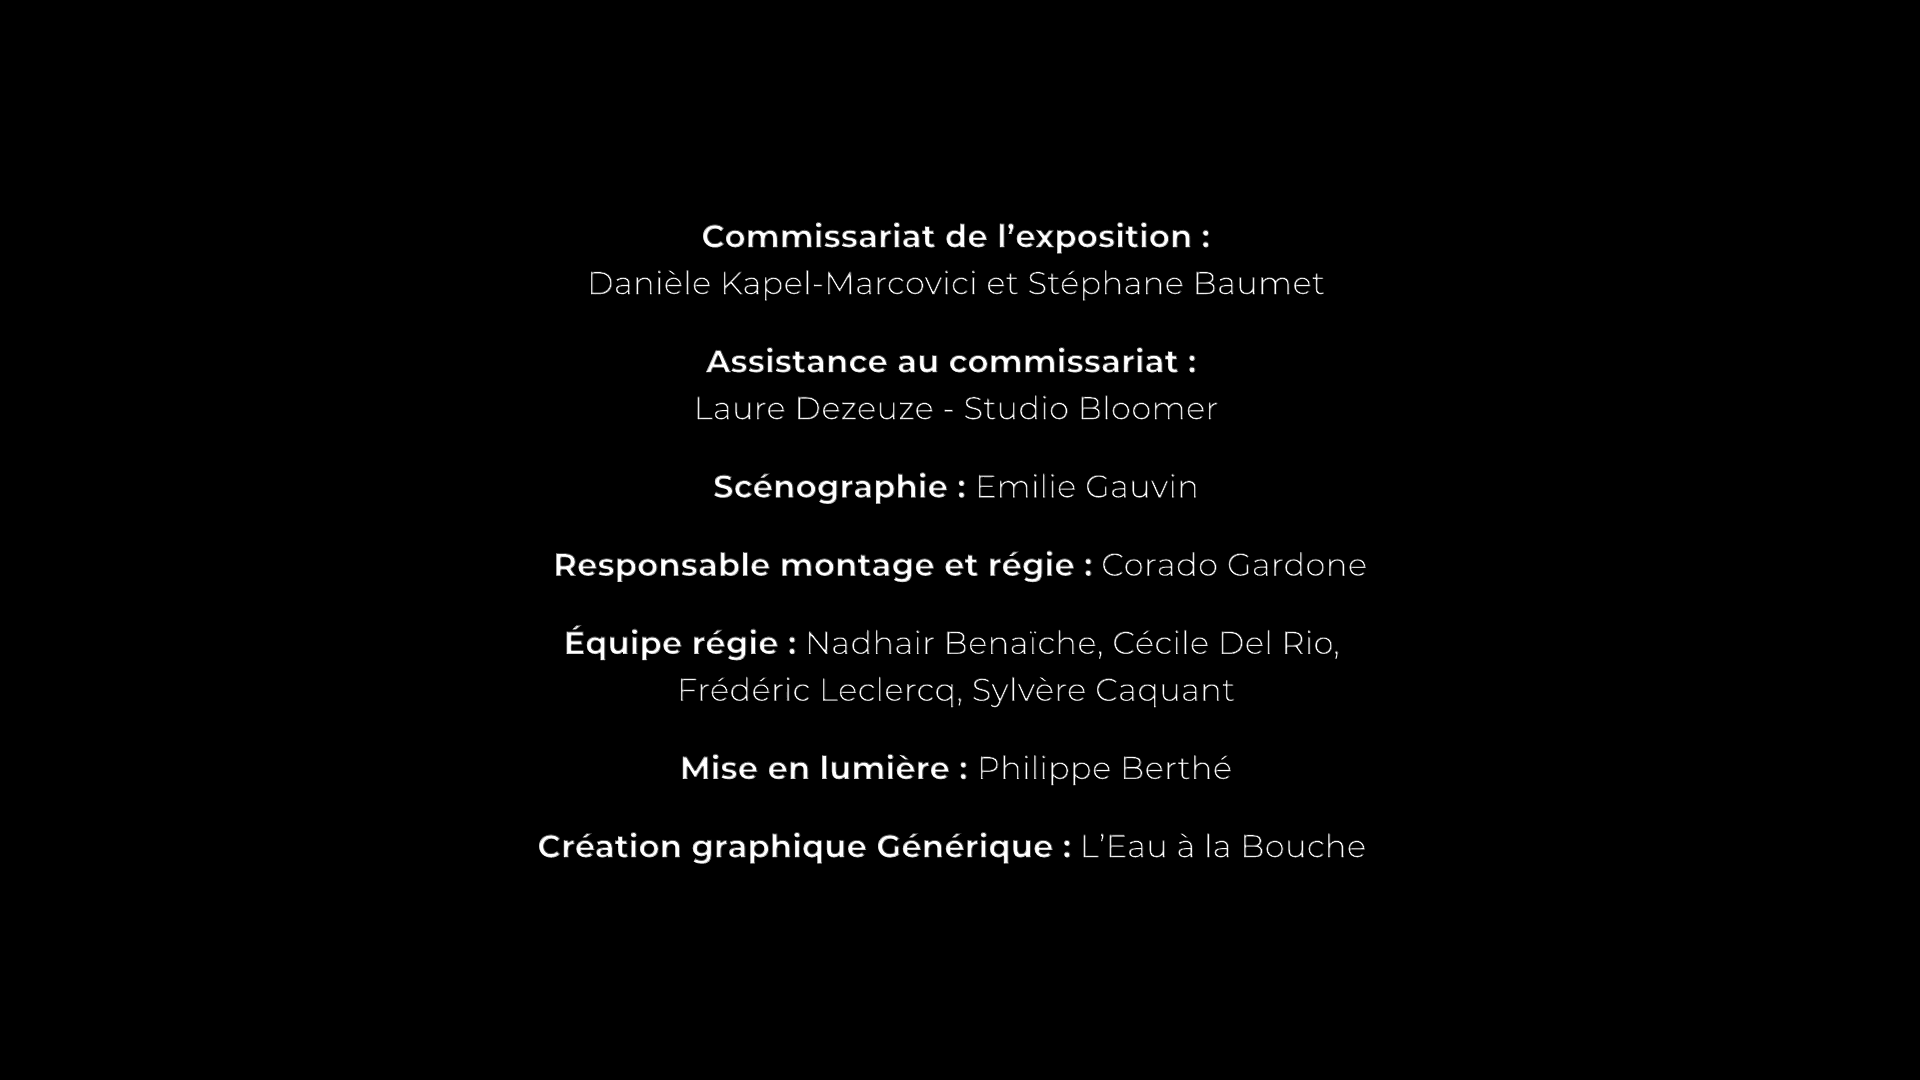 Commissariat de l’exposition :
Danièle Kapel-Marcovici et Stéphane Baumet
Assistance au commissariat :
Laure Dezeuze - Studio Bloomer
Scénographie : Emilie Gauvin
Responsable montage et régie : Corado Gardone
Équipe régie : Nadhair Benaïche, Cécile Del Rio,
Frédéric Leclercq, Sylvère Caquant
Mise en lumière : Philippe Berthé
Création graphique Générique : L’Eau à la Bouche